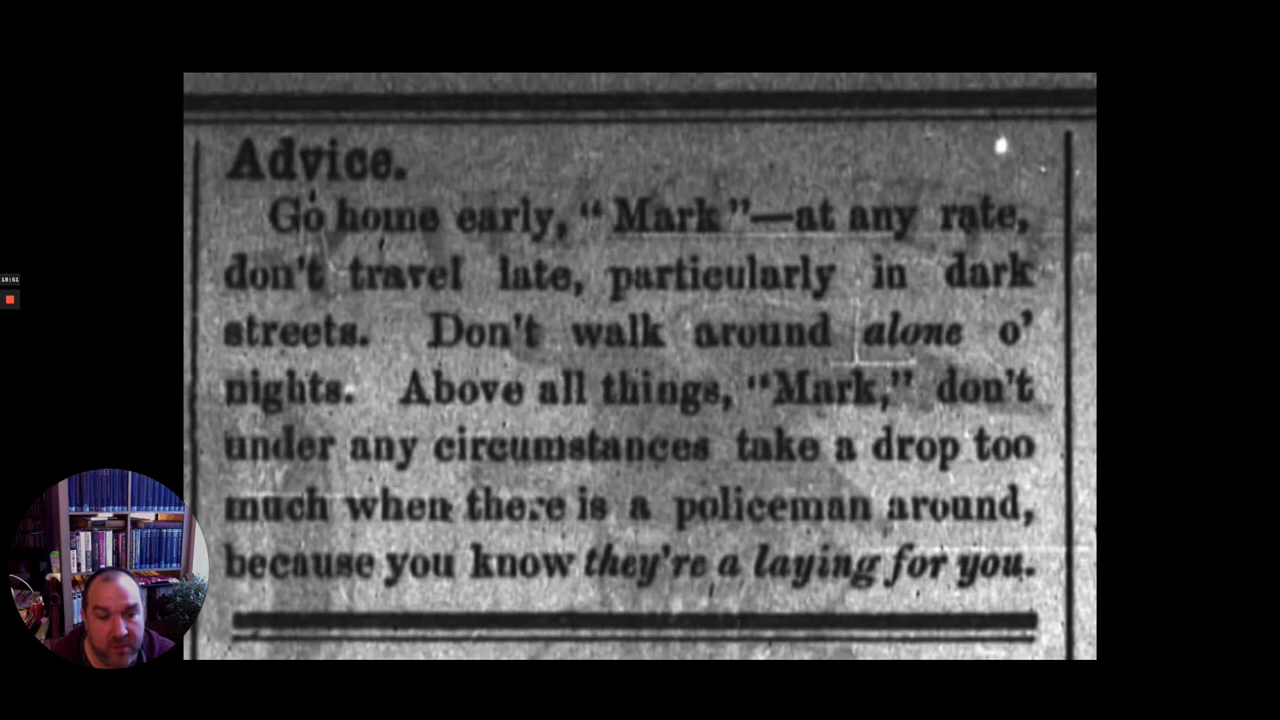 Advice.
Go home early, "Mark"—at any rate,
don't travel late, particularly in dark
streets. Don't walk around alone o'
nights. Above all things, "Mark," don't
under any circumstances take a drop too
much when there is a policeman around,
because you know they're a laying for you.
18:51